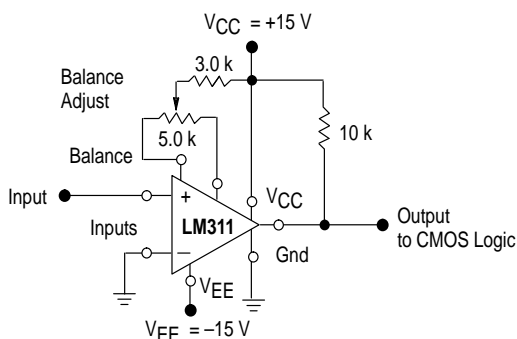 VCC = +15 V
3.0 k
Balance
Adjust
5.0 k
10 k
Balance
Input
+
VCC
LM311
Output
to CMOS Logic
Inputs
–
Gnd
VEE
VEE = –15 V